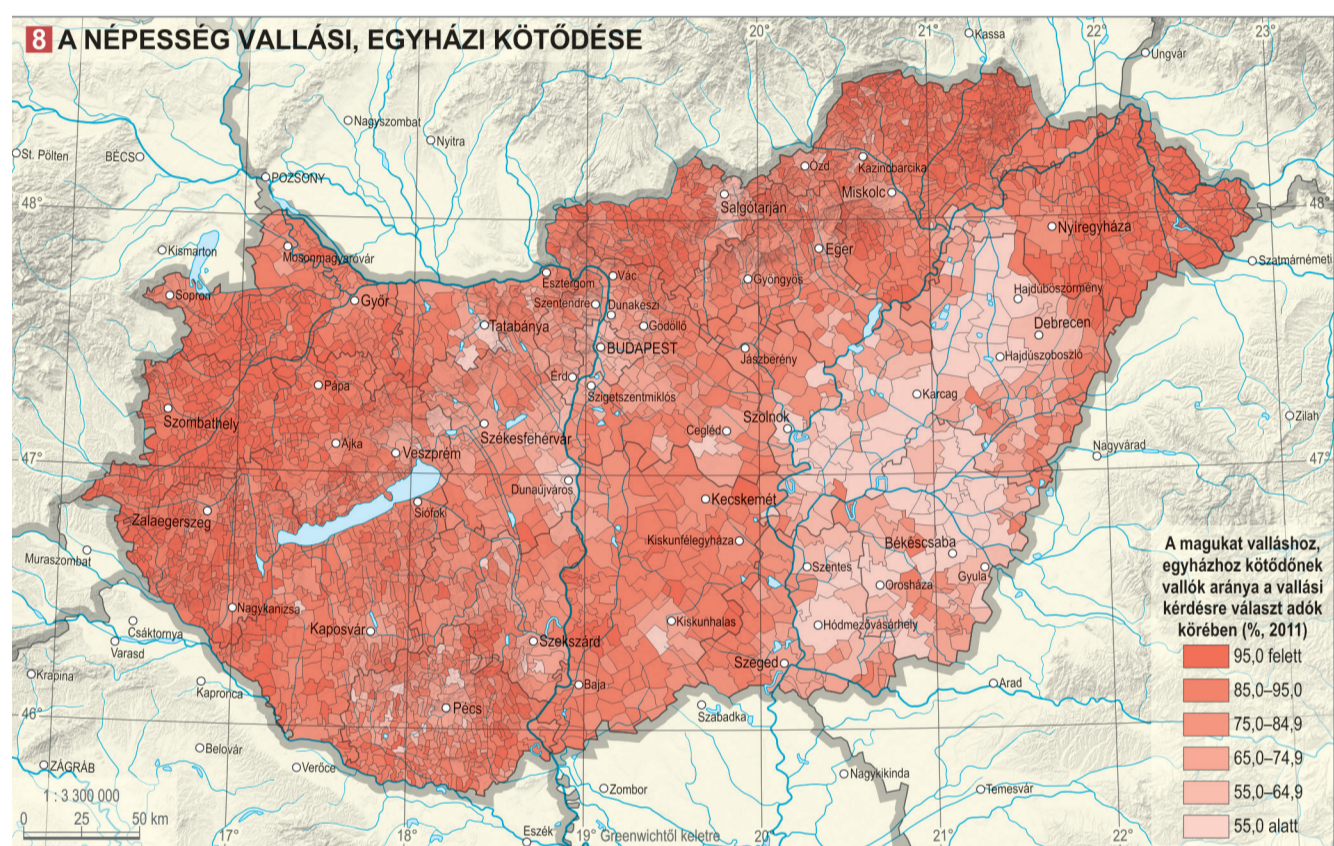 8 A NÉPESSÉG VALLÁSI, EGYHÁZI KÖTŐDÉSE
20°
21°
22°
23°
Kassa
Ungvár
Nagyszombat
Nyitra
St. Pölten
BÉCS
POZSONY
Ózd
Kazincbarcika
Miskolc
Salgótarján
48°
48°
Nyíregyháza
Kismarton
Mosonmagyaróvár
Eger
Szatmárnémeti
Sopron
Győr
Esztergom
Vác
Gyöngyös
Hajdúböszörmény
Szentendre
Dunakeszi
Tatabánya
Gödöllő
Debrecen
BUDAPEST
Jászberény
Hajdúszoboszló
Pápa
Érd
Szigetszentmiklós
Karcag
Szombathely
Székesfehérvár
Cegléd
Szolnok
Zilah
Ajka
Veszprém
Nagyvárad
47°
47°
Dunaújváros
Zalaegerszeg
Siófok
Kecskemét
Kiskunfélegyháza
Békéscsaba
Muraszombat
Szentes
Gyula
Orosháza
Nagykanizsa
Csáktornya
Kaposvár
Kiskunhalas
Hódmezővásárhely
Varasd
Szekszárd
Szeged
Krapina
Kapronca
Baja
Arad
46°
Pécs
Szabadka
Belovár
ZÁGRÁB
Verőce
Nagykikinda
Zombor
Temesvár
Eszék
A magukat valláshoz,
egyházhoz kötődőnek
vallók aránya a vallási
kérdésre választ adók
körében (%, 2011)
95,0 felett
85,0–95,0
75,0–84,9
65,0–74,9
55,0–64,9
55,0 alatt
1 : 3 300 000
0 25 50 km
17°
18°
19°
Greenwichtől keletre
20°
21°
22°